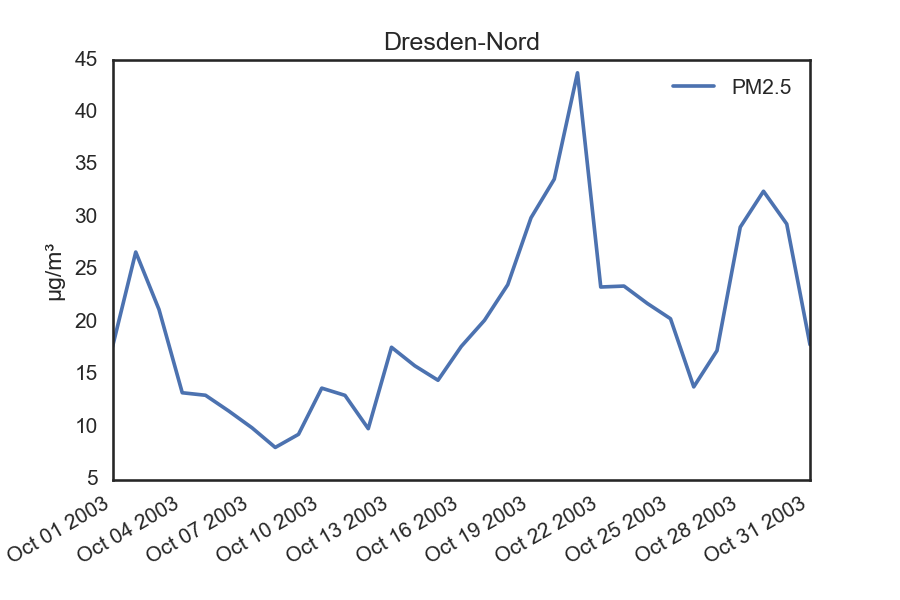 Dresden-Nord
PM2.5
µg/m³
45
40
35
30
25
20
15
10
5
Oct 01 2003
Oct 04 2003
Oct 07 2003
Oct 10 2003
Oct 13 2003
Oct 16 2003
Oct 19 2003
Oct 22 2003
Oct 25 2003
Oct 28 2003
Oct 31 2003